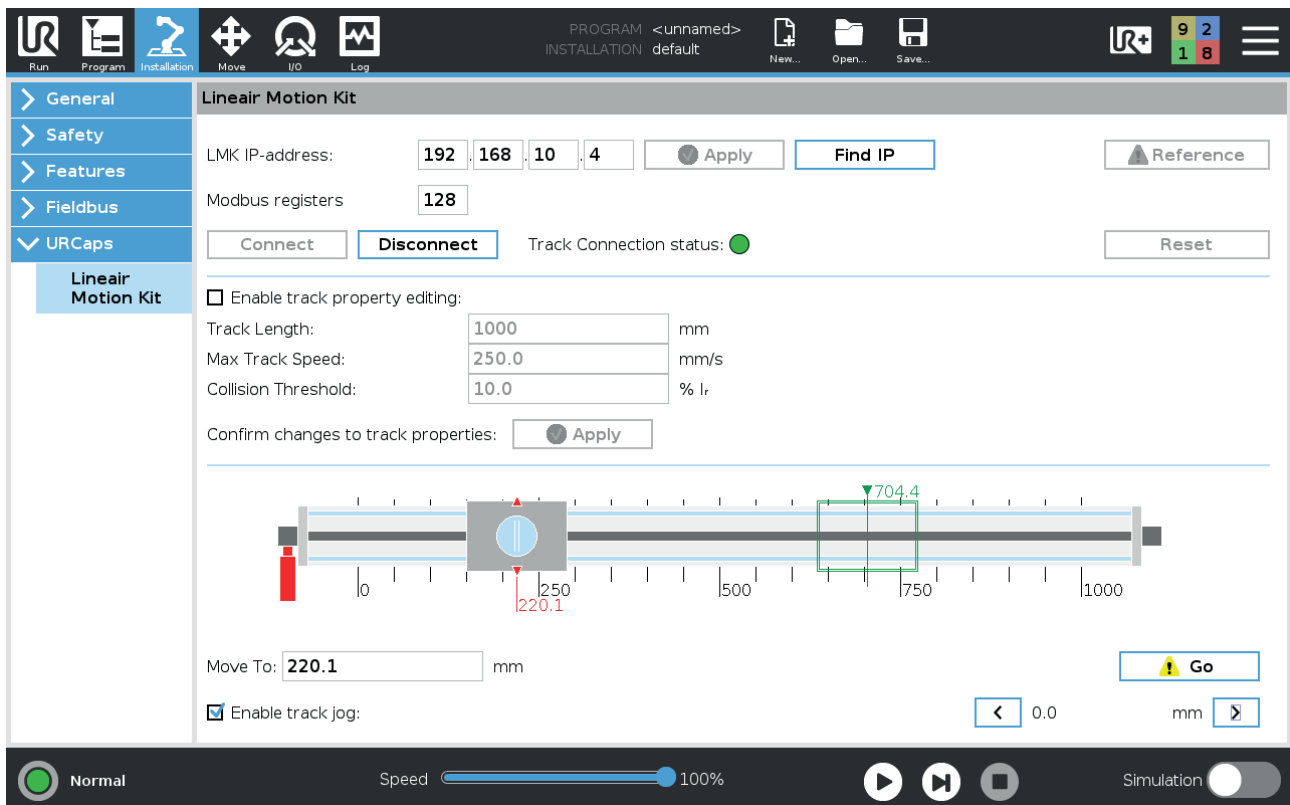 PROGRAM <unnamed>
INSTALLATION default
Run Program Installation Move I/O Log New... Open... Save...
UR+
9 2
1 8
General
Safety
Features
Fieldbus
URCaps
Lineair
Motion Kit
Lineair Motion Kit
LMK IP-address: 192 . 168 . 10 . 4 Apply Find IP Reference
Modbus registers 128
Connect Disconnect Track Connection status: Reset
Enable track property editing:
Track Length: 1000 mm
Max Track Speed: 250.0 mm/s
Collision Threshold: 10.0 % Iᵣ
Confirm changes to track properties: Apply
704.4
0 250 500 750 1000
220.1
Move To: 220.1 mm Go
Enable track jog: < 0.0 mm >
Normal Speed 100% Simulation